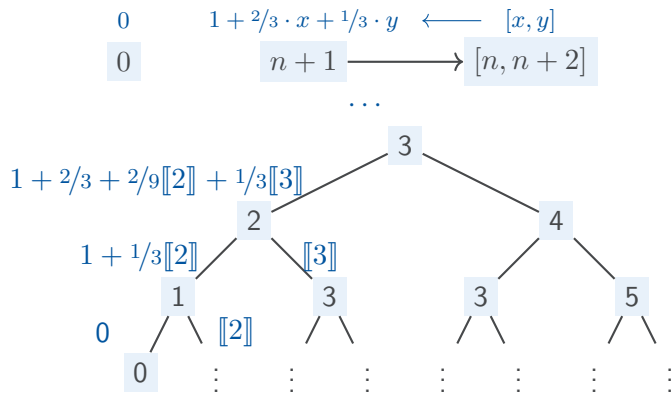 0 1 + 2/3 · x + 1/3 · y ⟵ [x, y]
0 n + 1 ⟶ [n, n + 2]
...
3
1 + 2/3 + 2/9⟦2⟧ + 1/3⟦3⟧
2 4
1 + 1/3⟦2⟧ ⟦3⟧
1 3 3 5
0 ⟦2⟧
0 ⋮ ⋮ ⋮ ⋮ ⋮ ⋮ ⋮